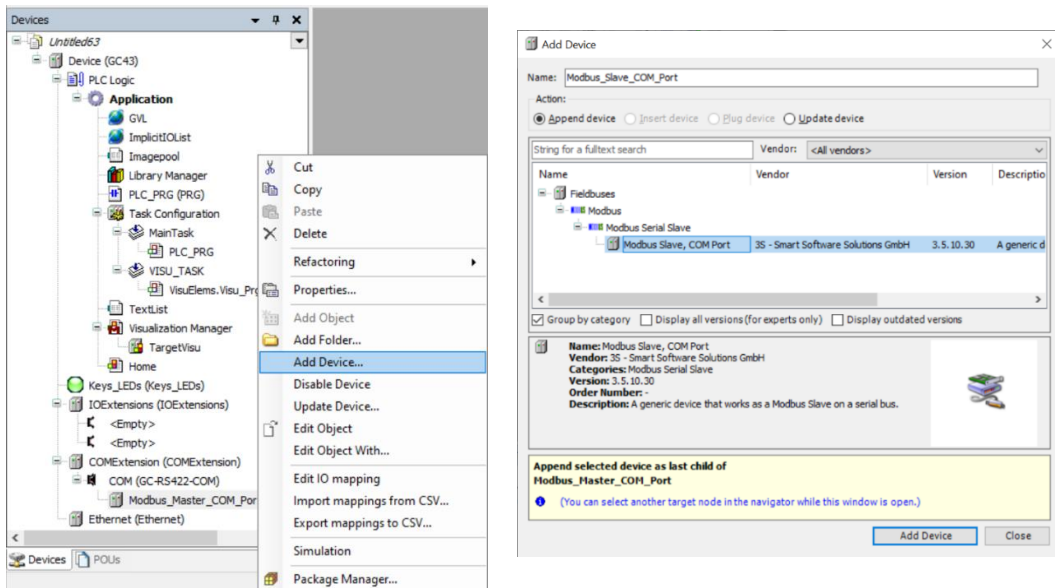 Devices
Untitled63
Device (GC43)
PLC Logic
Application
GVL
ImplicitIOList
Imagepool
Library Manager
PLC_PRG (PRG)
Task Configuration
MainTask
PLC_PRG
VISU_TASK
VisuElems.Visu_Prg
TextList
Visualization Manager
TargetVisu
Home
Keys_LEDs (Keys_LEDs)
IOExtensions (IOExtensions)
<Empty>
<Empty>
COMExtension (COMExtension)
COM (GC-RS422-COM)
Modbus_Master_COM_Por
Ethernet (Ethernet)
Devices POUs
Cut
Copy
Paste
Delete
Refactoring
Properties...
Add Object
Add Folder...
Add Device...
Disable Device
Update Device...
Edit Object
Edit Object With...
Edit IO mapping
Import mappings from CSV...
Export mappings to CSV...
Simulation
Package Manager...
Add Device
Name: Modbus_Slave_COM_Port
Action:
Append device Insert device Plug device Update device
String for a fulltext search Vendor: <All vendors>
Name Vendor Version Descriptio
Fieldbuses
Modbus
Modbus Serial Slave
Modbus Slave, COM Port 3S - Smart Software Solutions GmbH 3.5.10.30 A generic d
Group by category Display all versions (for experts only) Display outdated versions
Name: Modbus Slave, COM Port
Vendor: 3S - Smart Software Solutions GmbH
Categories: Modbus Serial Slave
Version: 3.5.10.30
Order Number: -
Description: A generic device that works as a Modbus Slave on a serial bus.
Append selected device as last child of
Modbus_Master_COM_Port
(You can select another target node in the navigator while this window is open.)
Add Device Close